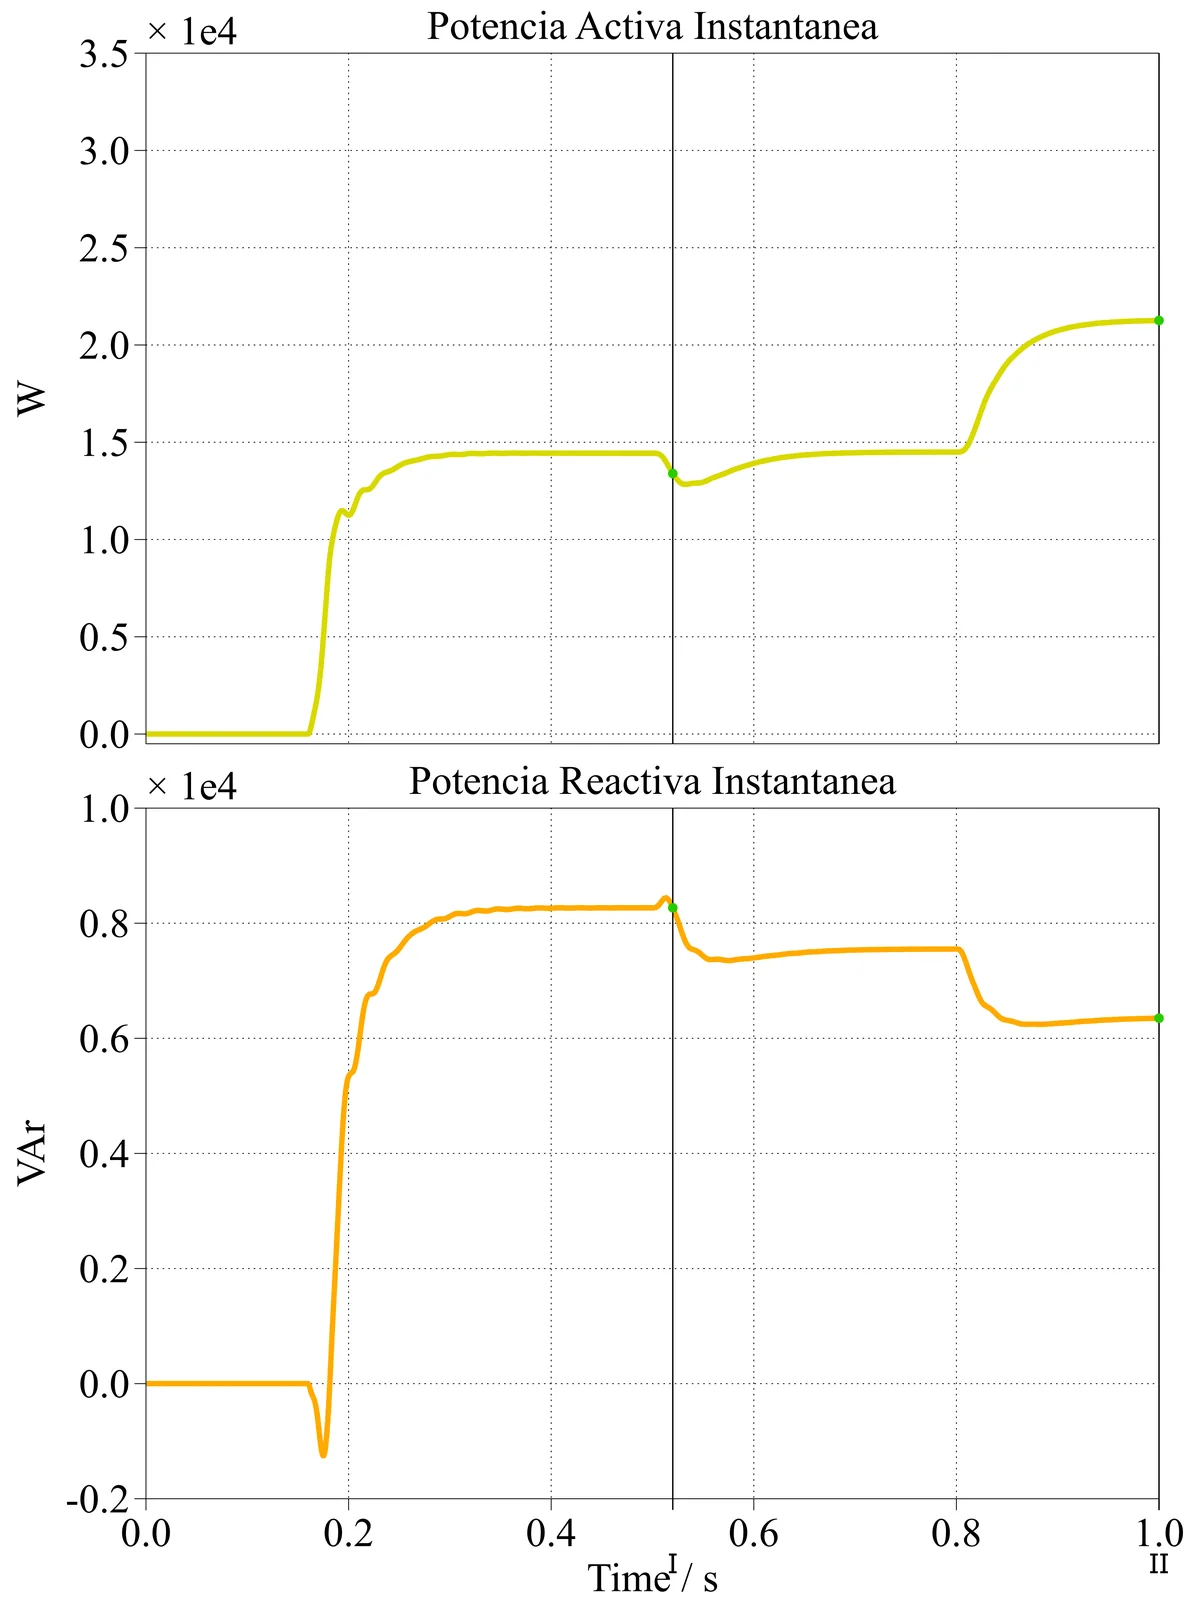 Potencia Activa Instantanea
× 1e4
3.5
3.0
2.5
2.0
1.5
1.0
0.5
0.0
W
Potencia Reactiva Instantanea
× 1e4
1.0
0.8
0.6
0.4
0.2
0.0
-0.2
VAr
0.0 0.2 0.4 0.6 0.8 1.0
I II
Time / s